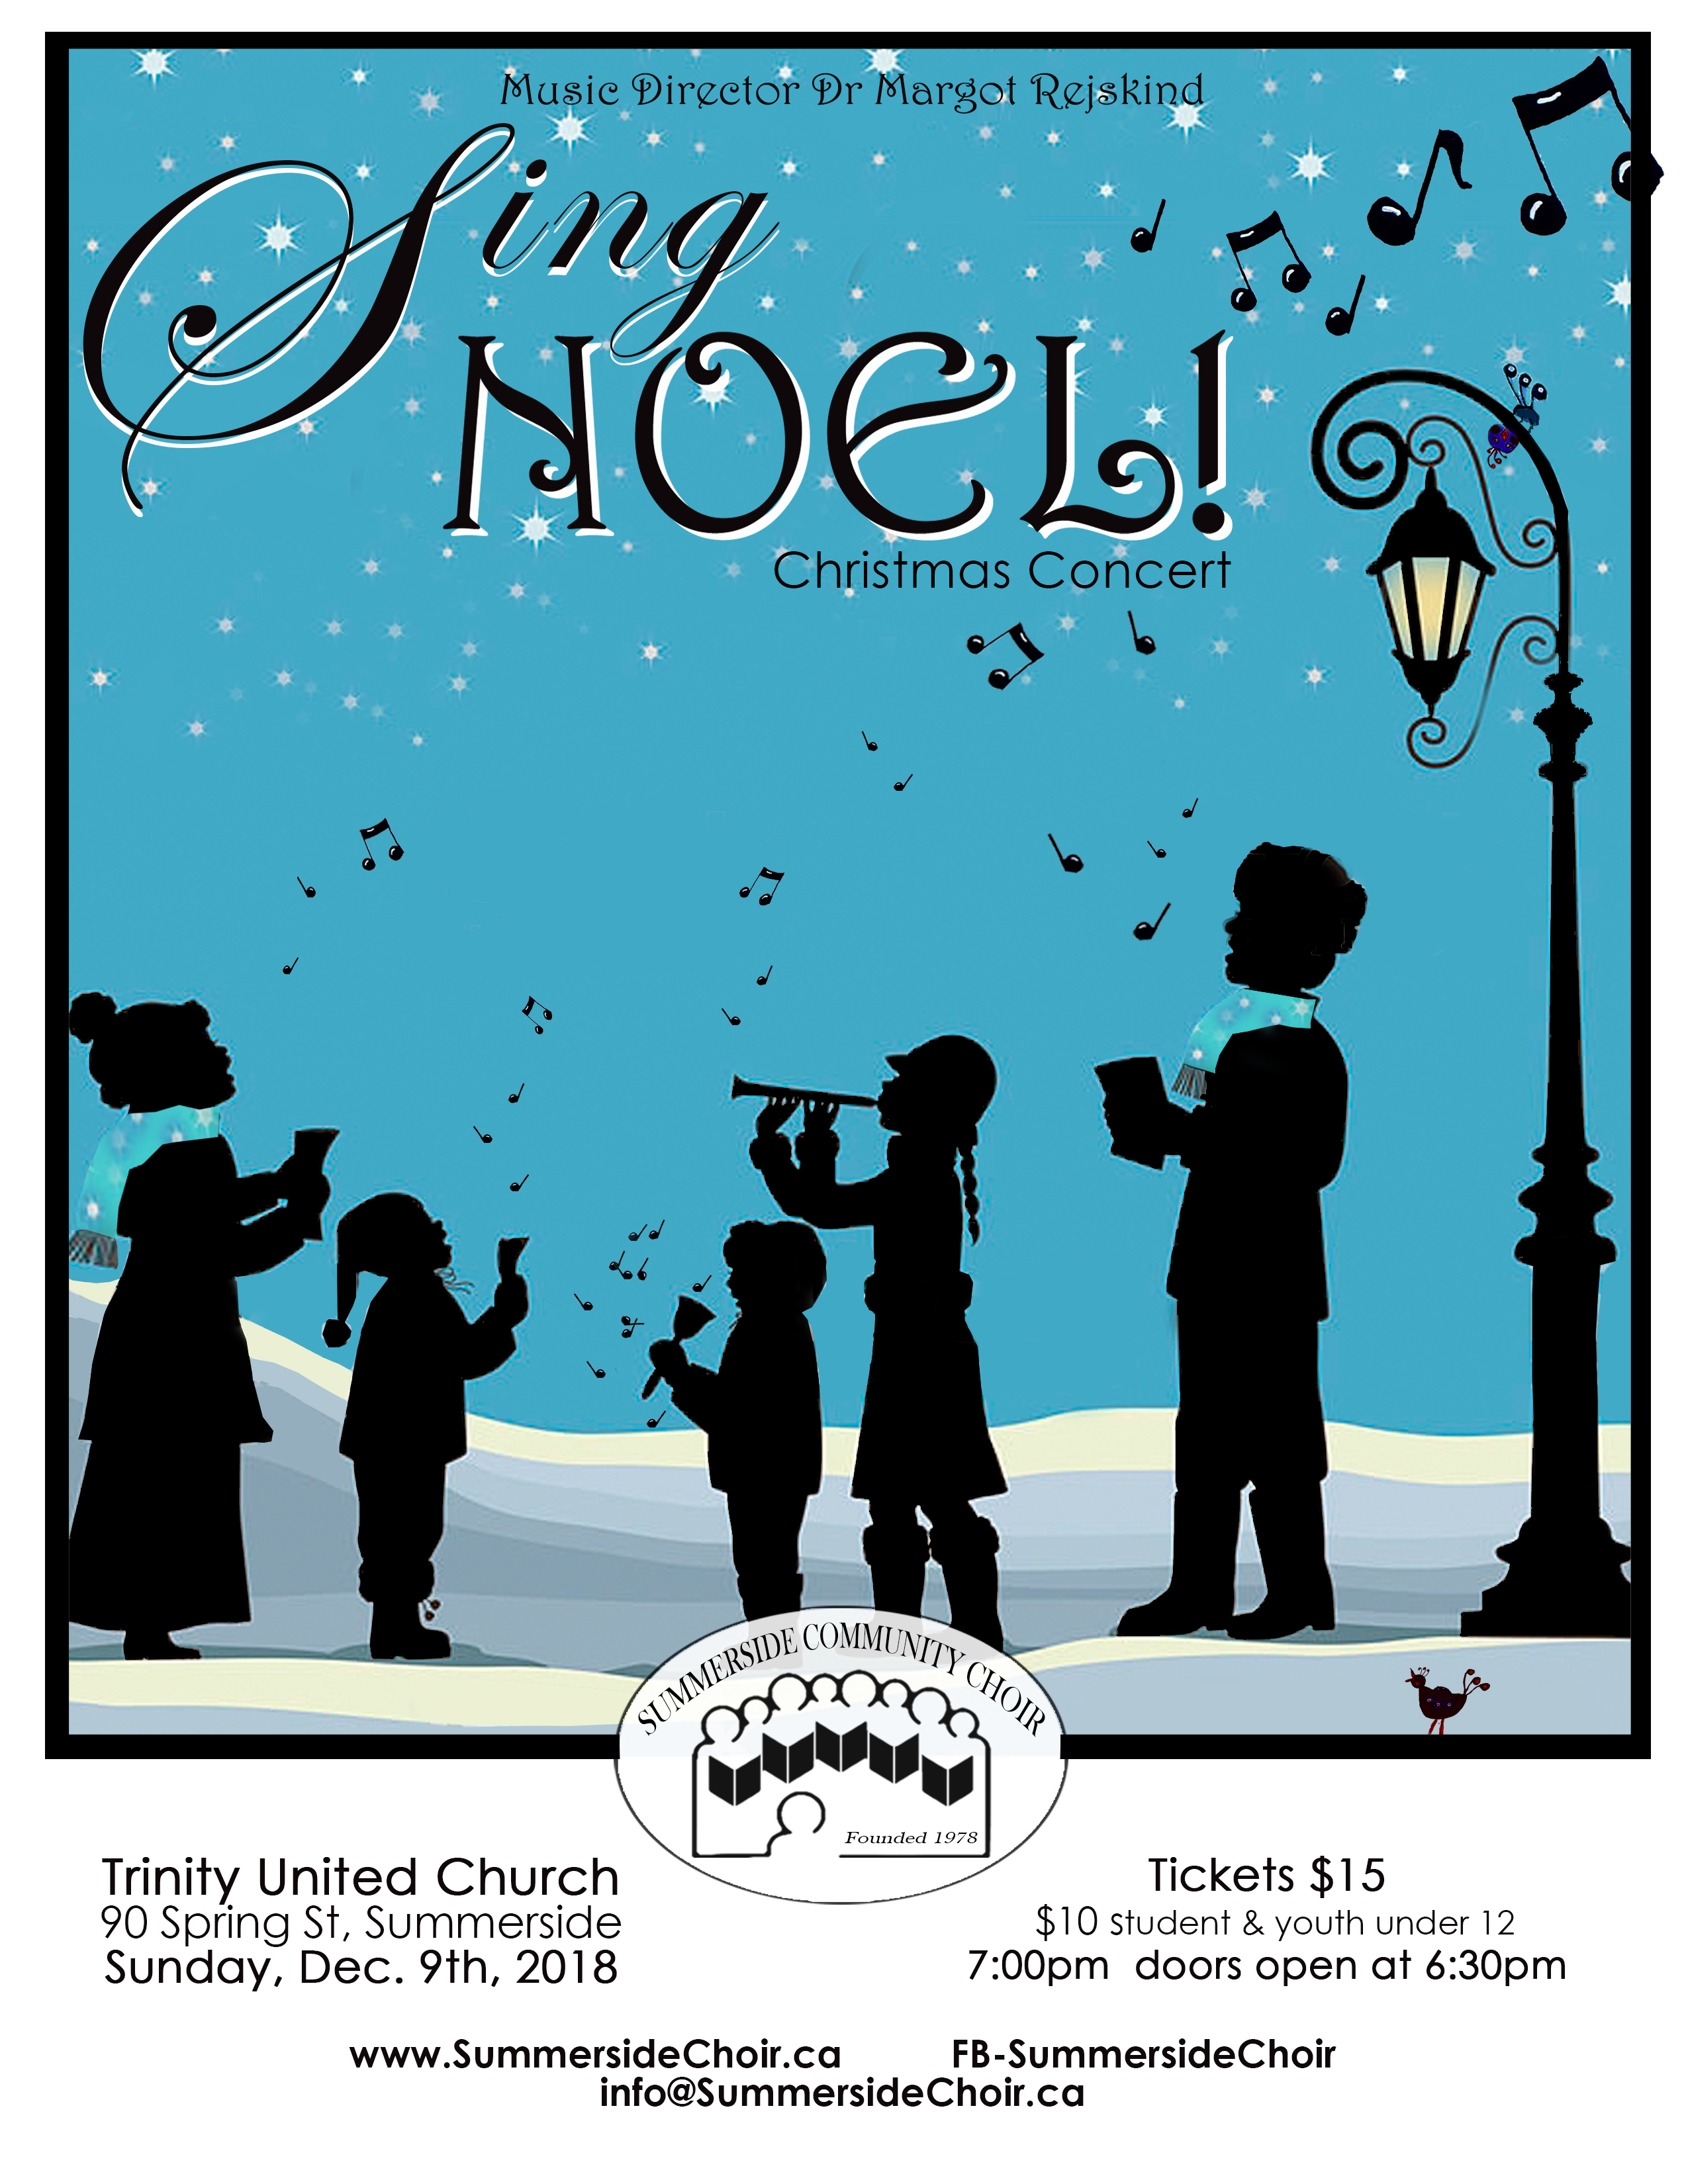 Music Director Dr Margot Rejskind
Sing
NOEL!
Christmas Concert
SUMMERSIDE COMMUNITY CHOIR
Founded 1978
Trinity United Church
90 Spring St, Summerside
Sunday, Dec. 9th, 2018
Tickets $15
$10 student & youth under 12
7:00pm doors open at 6:30pm
www.SummersideChoir.ca
FB-SummersideChoir
info@SummersideChoir.ca